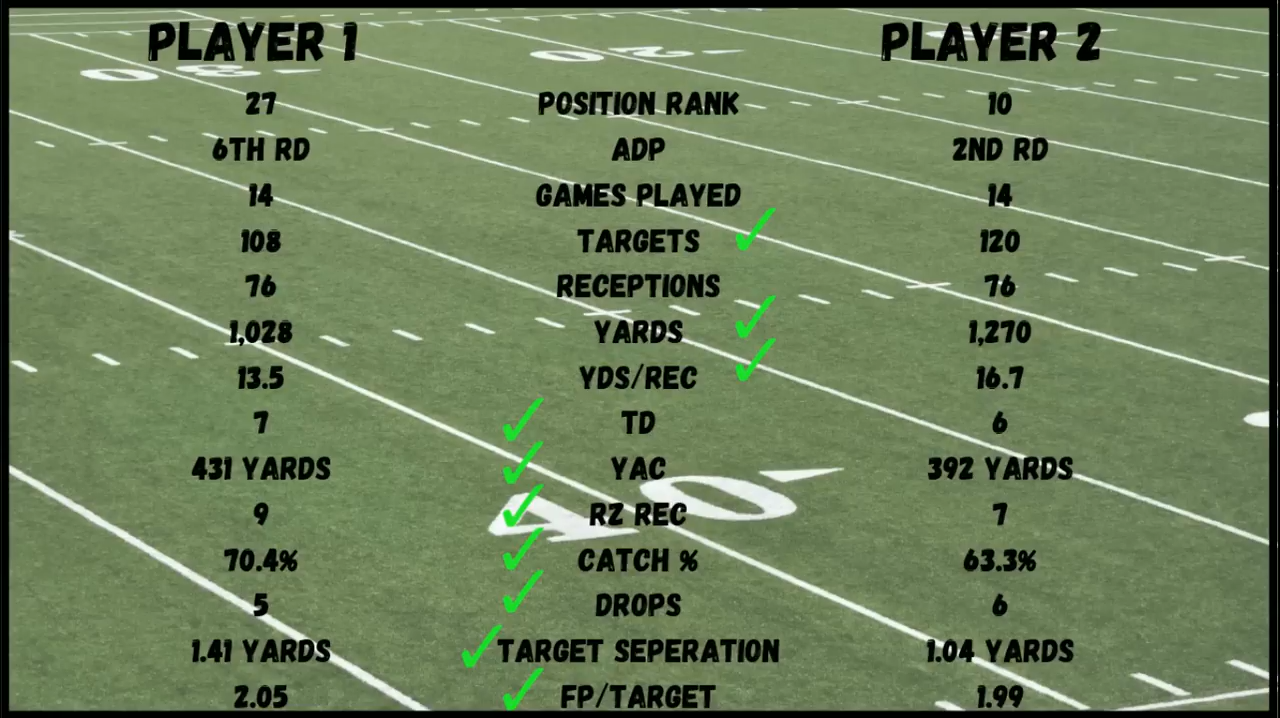 PLAYER 1 PLAYER 2
27 POSITION RANK 10
6TH RD ADP 2ND RD
14 GAMES PLAYED 14
108 TARGETS 120
76 RECEPTIONS 76
1,028 YARDS 1,270
13.5 YDS/REC 16.7
7 TD 6
431 YARDS YAC 392 YARDS
9 RZ REC 7
70.4% CATCH % 63.3%
5 DROPS 6
1.41 YARDS TARGET SEPERATION 1.04 YARDS
2.05 FP/TARGET 1.99